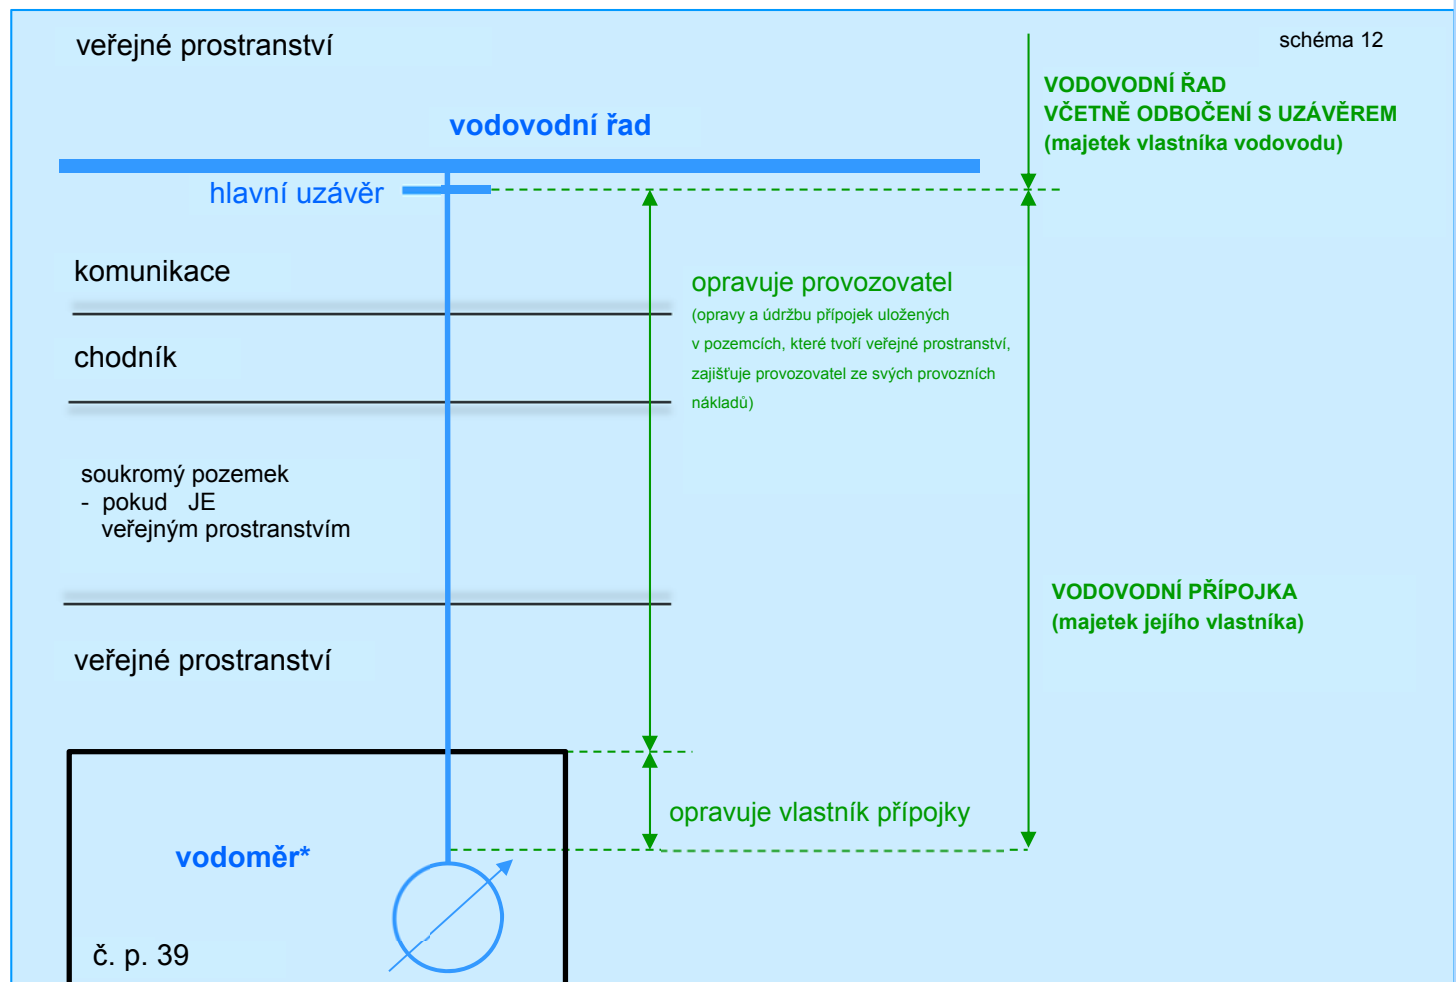 veřejné prostranství
schéma 12
VODOVODNÍ ŘAD
VČETNĚ ODBOČENÍ S UZÁVĚREM
(majetek vlastníka vodovodu)
vodovodní řad
hlavní uzávěr
komunikace
opravuje provozovatel
(opravy a údržbu přípojek uložených
v pozemcích, které tvoří veřejné prostranství,
zajišťuje provozovatel ze svých provozních
nákladů)
chodník
soukromý pozemek
- pokud JE
veřejným prostranstvím
VODOVODNÍ PŘÍPOJKA
(majetek jejího vlastníka)
veřejné prostranství
opravuje vlastník přípojky
vodoměr*
č. p. 39